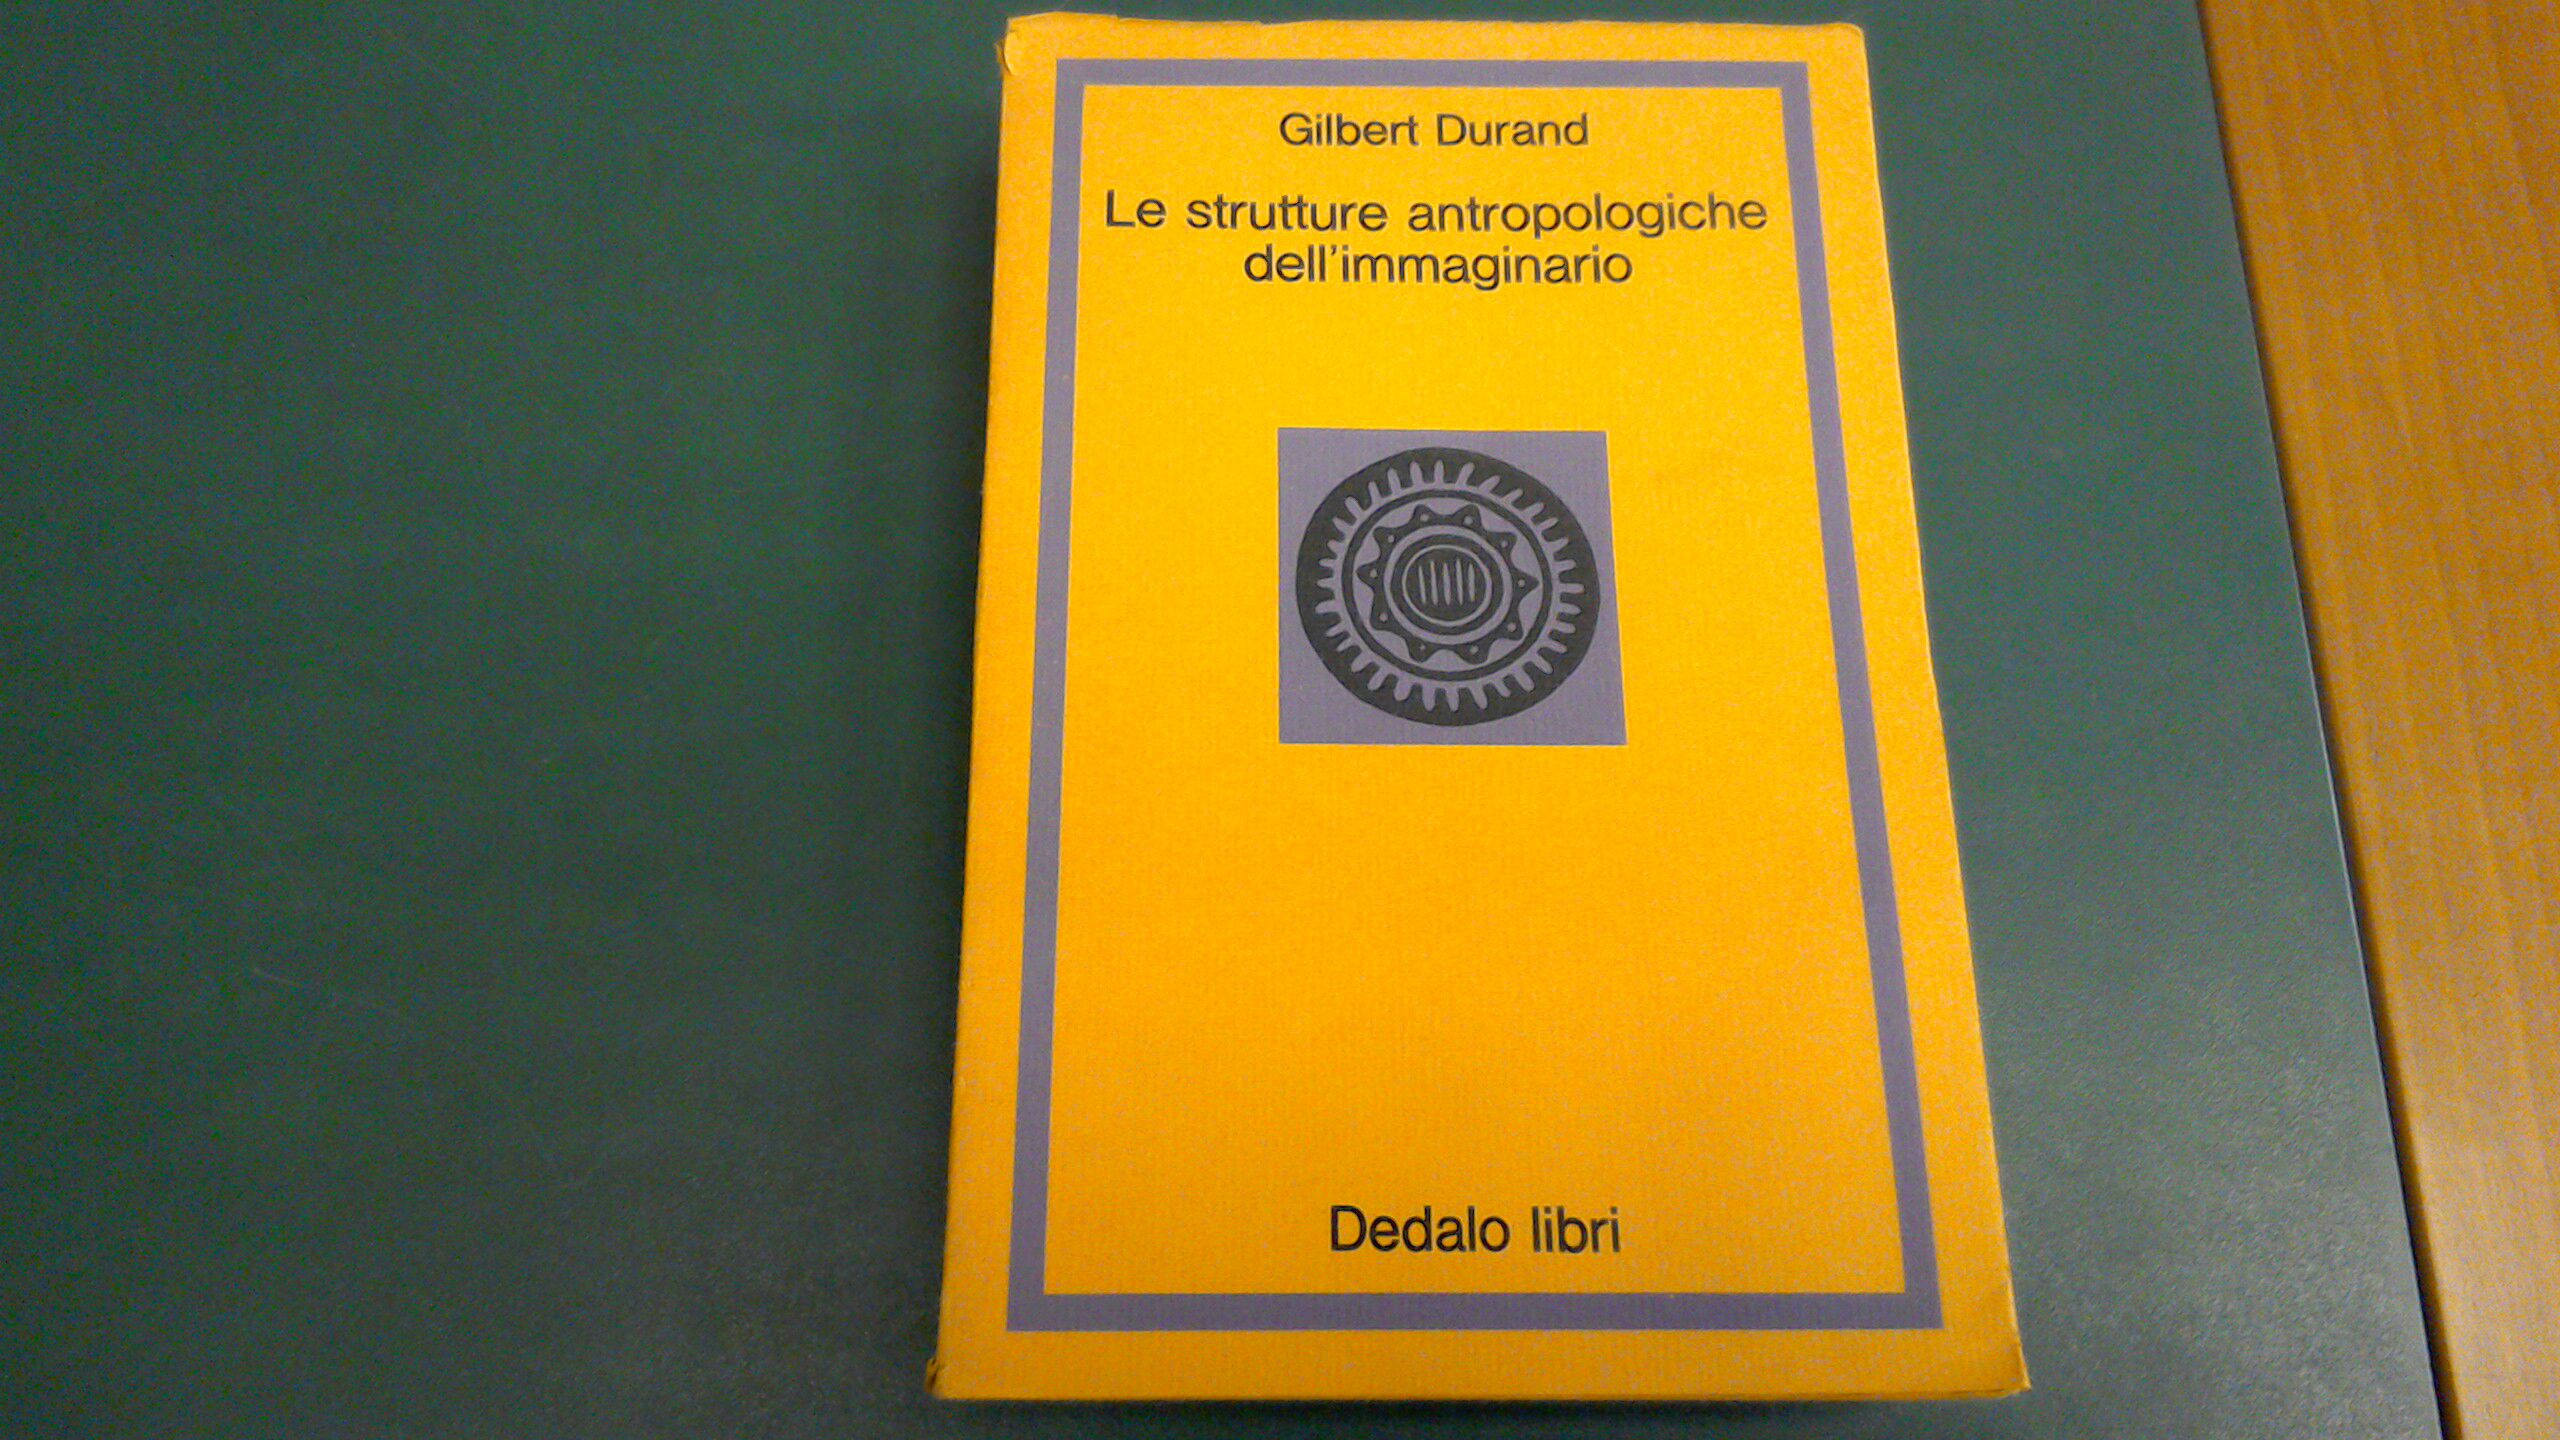 Gilbert Durand
Le strutture antropologiche
dell'immaginario
Dedalo libri